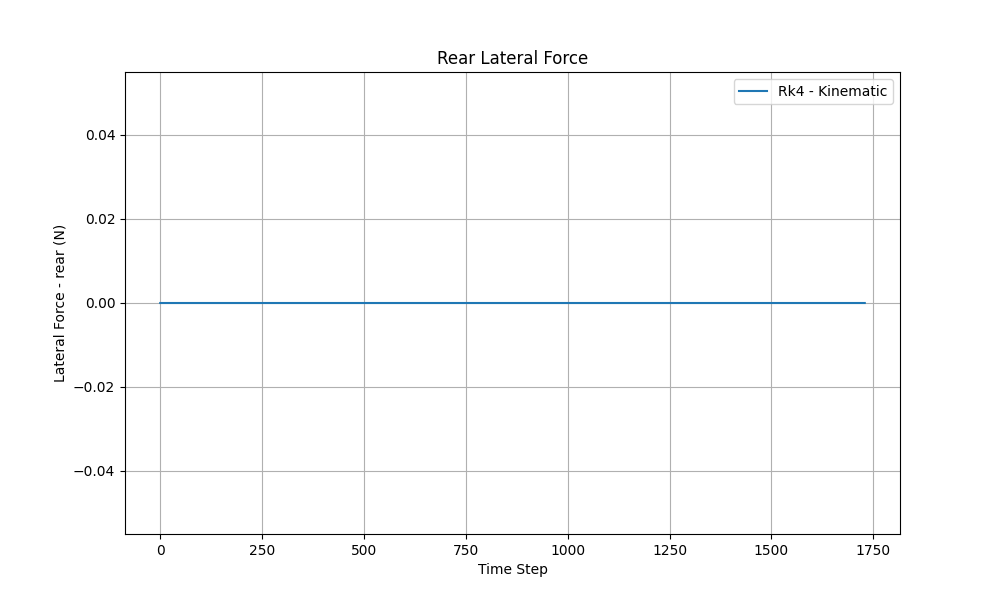 Rear Lateral Force
Rk4 - Kinematic
Lateral Force - rear (N)
0.04
0.02
0.00
−0.02
−0.04
0 250 500 750 1000 1250 1500 1750
Time Step